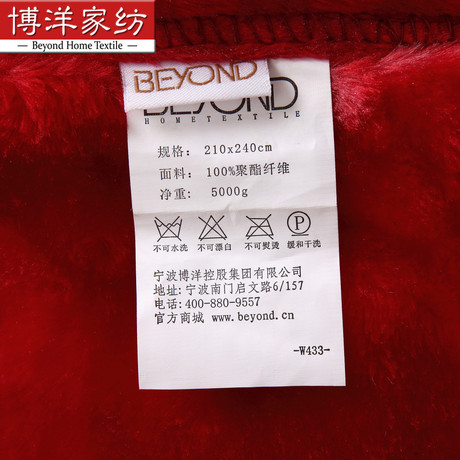 博洋家纺
Beyond Home Textile
BEYOND
BEYOND
HOMETEXTILE
规格: 210x240cm
面料: 100%聚酯纤维
净重: 5000g
P
不可水洗 不可漂白 不可熨烫 缓和干洗
宁波博洋控股集团有限公司
地址: 宁波南门启文路6/157
电话: 400-880-9557
官方商城 www.beyond.cn
-W433-